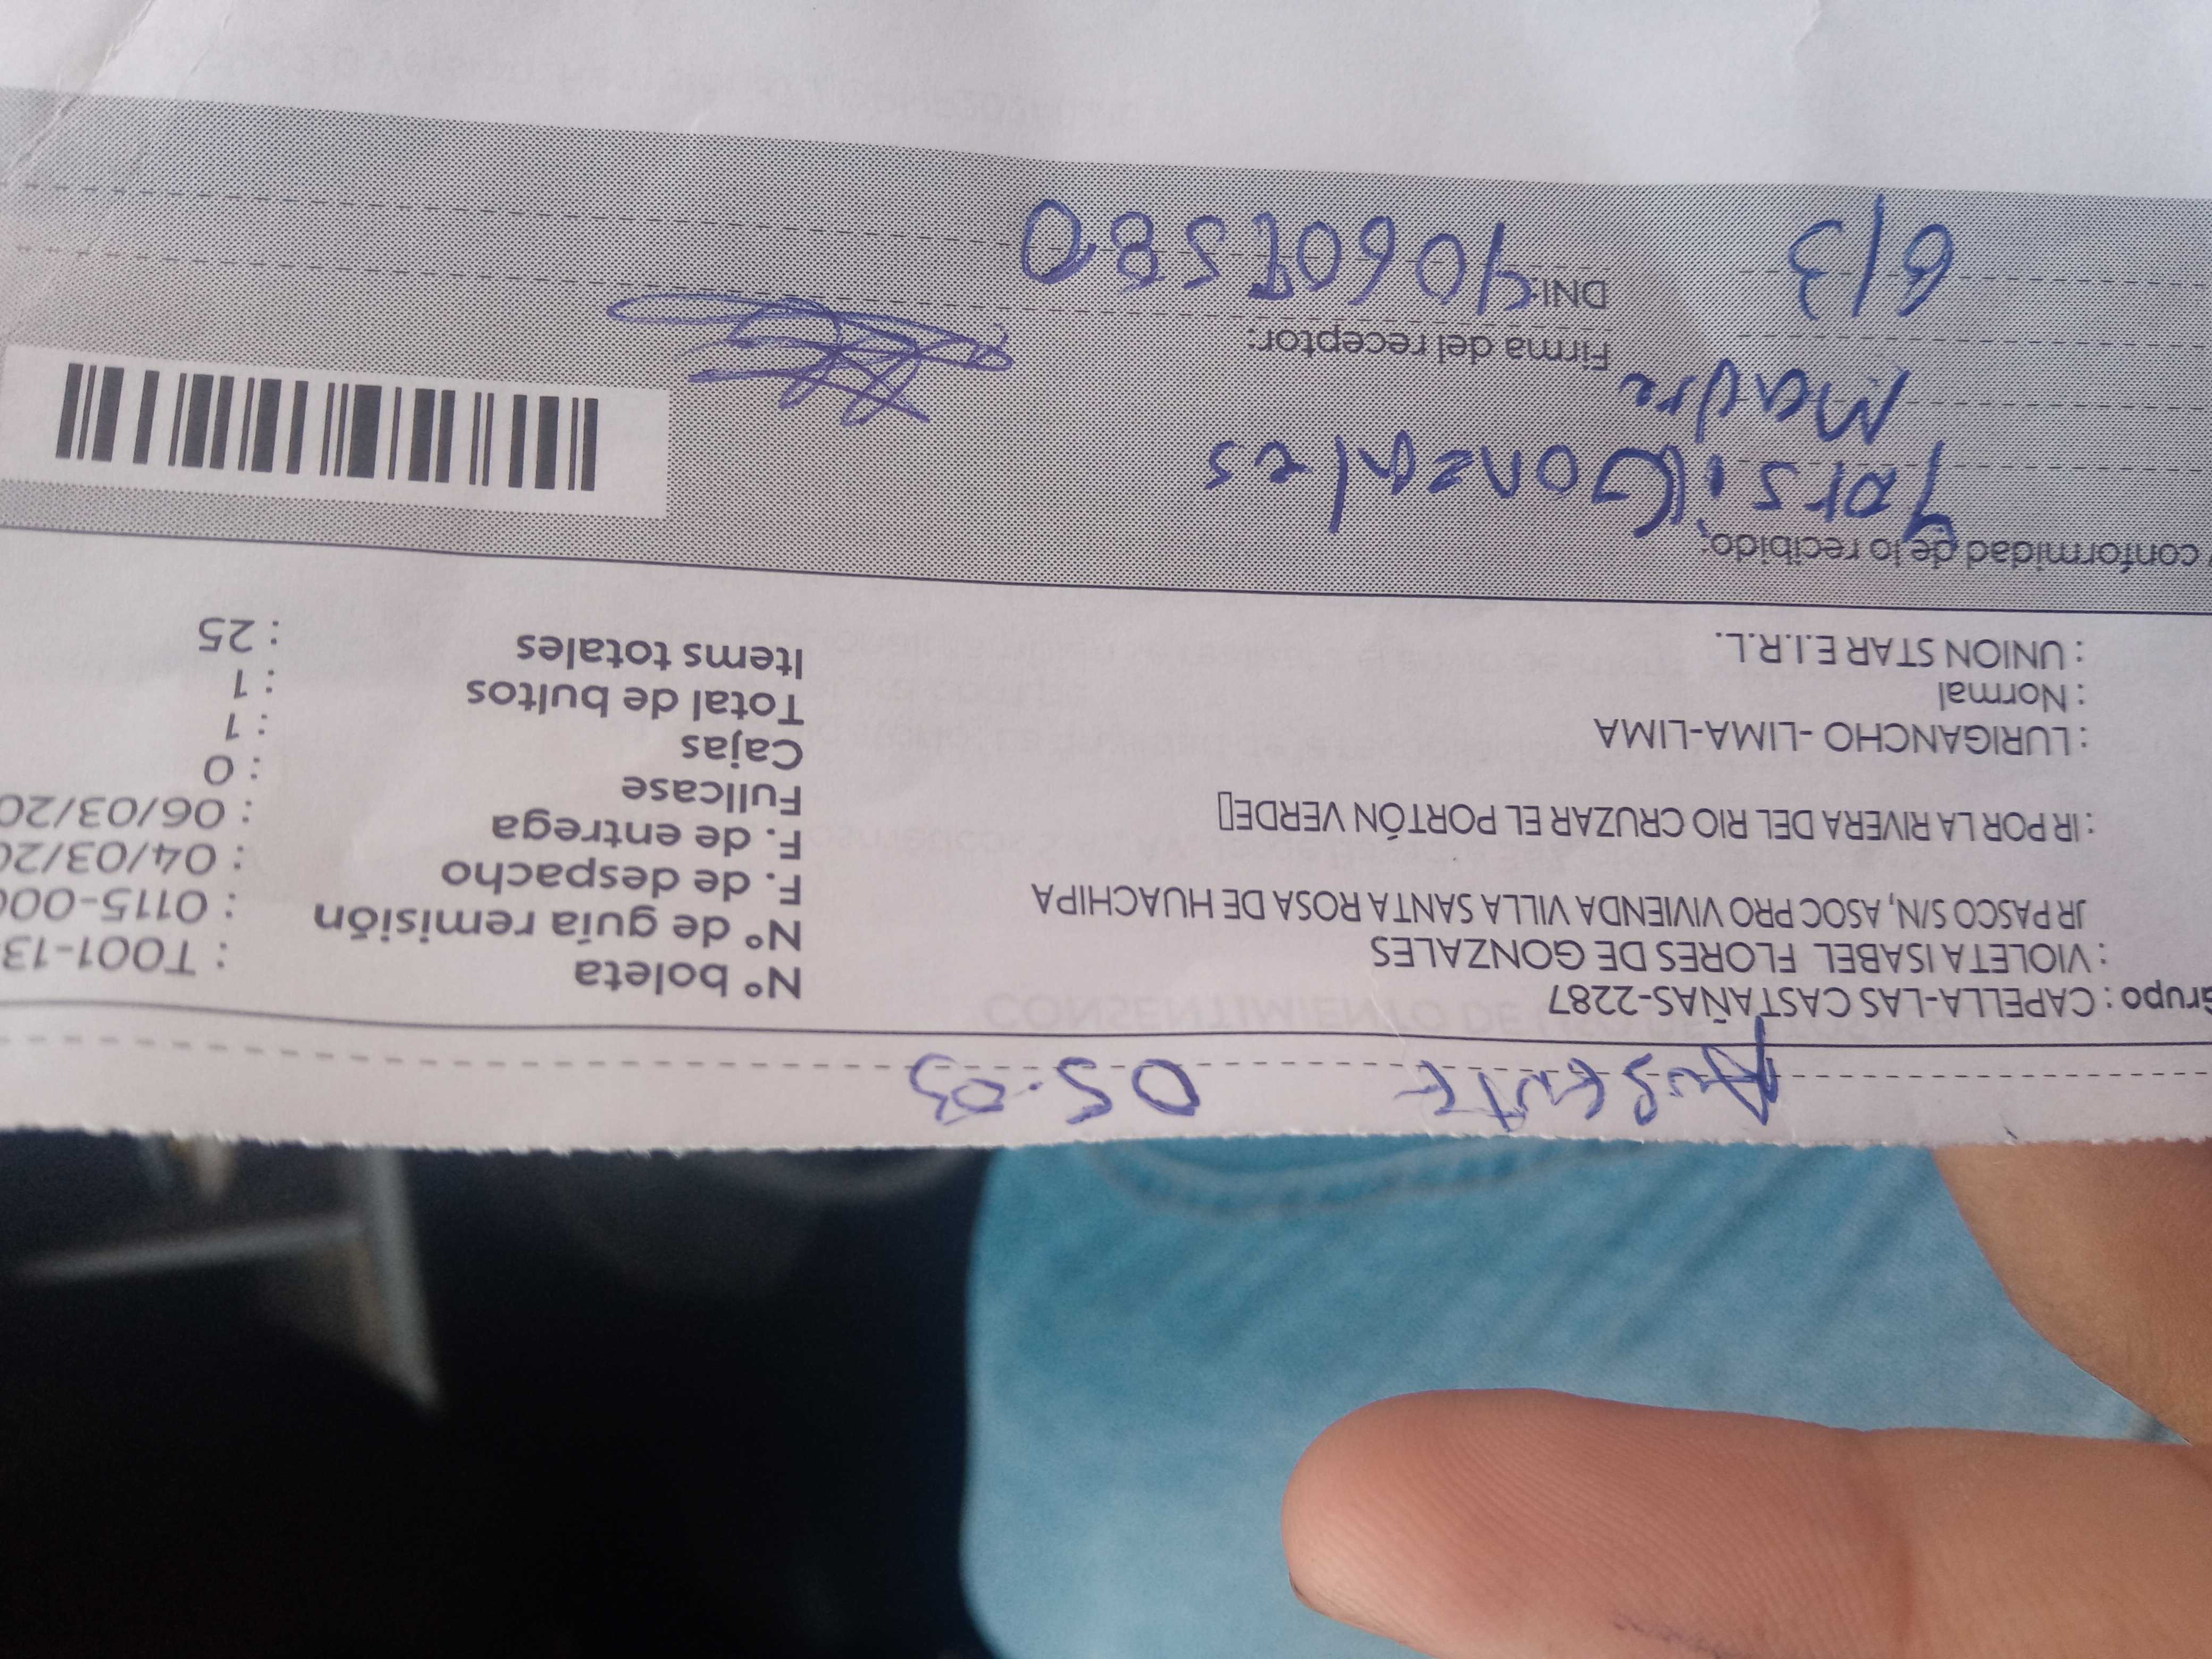 Ausente 05.03
Grupo : CAPELLA-LAS CASTAÑAS-2287
: VIOLETA ISABEL FLORES DE GONZALES
JR PASCO S/N, ASOC PRO VIVIENDA VILLA SANTA ROSA DE HUACHIPA
: IR POR LA RIVERA DEL RIO CRUZAR EL PORTÓN VERDE[]
: LURIGANCHO -LIMA-LIMA
: Normal
: UNION STAR E.I.R.L.
N° boleta : T001-13
N° de guía remisión : 0115-000
F. de despacho : 04/03/20
F. de entrega : 06/03/20
Fullcase : 0
Cajas : 1
Total de bultos : 1
Items totales : 25
conformidad de lo recibido:
Gonzales
Madre
Firma del receptor:
6/3
DNI: